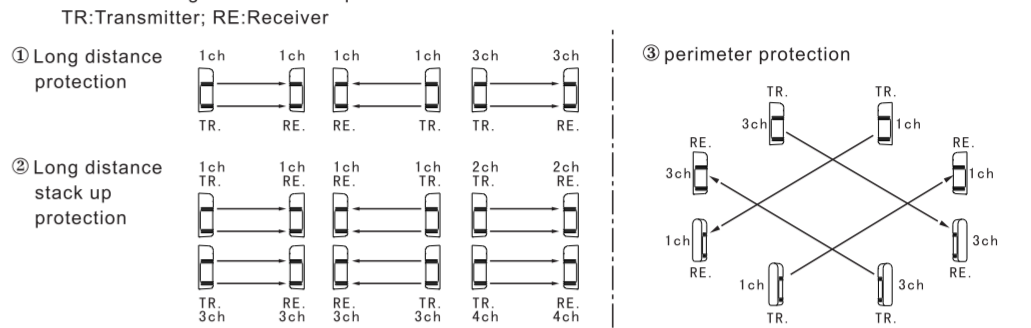 TR:Transmitter; RE:Receiver
① Long distance
protection
1ch 1ch 1ch 1ch 3ch 3ch
TR. RE. RE. TR. TR. RE.
② Long distance
stack up
protection
1ch 1ch 1ch 1ch 2ch 2ch
TR. RE. RE. TR. TR. RE.
TR. RE. RE. TR. TR. RE.
3ch 3ch 3ch 3ch 4ch 4ch
③ perimeter protection
TR. TR.
3ch 1ch
RE. RE.
3ch 1ch
1ch 3ch
RE. RE.
1ch 3ch
TR. TR.